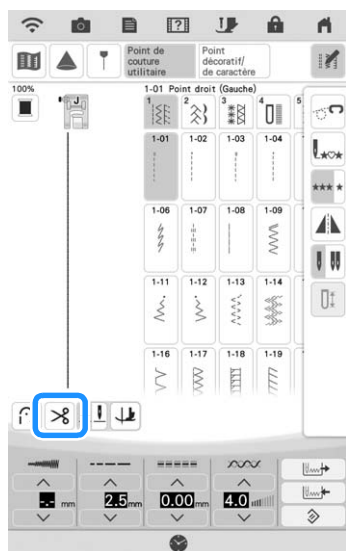 Point de
couture
utilitaire
Point
décoratif/
de caractère
100%
1-01 Point droit (Gauche)
1 2 3 4 5
J
1-01 1-02 1-03 1-04
1-06 1-07 1-08 1-09
1-11 1-12 1-13 1-14
1-16 1-17 1-18 1-19
-.- mm 2.5 mm 0.00 mm 4.0